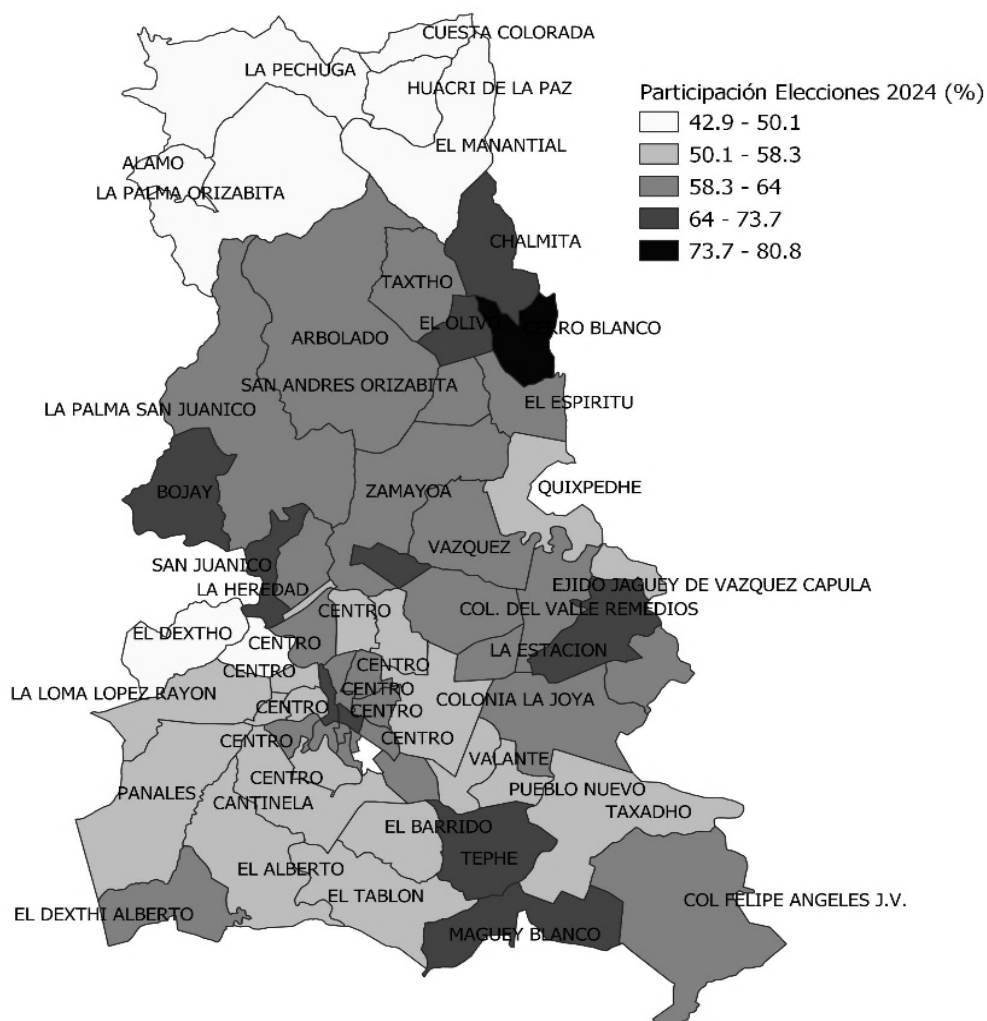 CUESTA COLORADA
LA PECHUGA
HUACRI DE LA PAZ
EL MANANTIAL
ALAMO
LA PALMA ORIZABITA
Participación Elecciones 2024 (%)
42.9 - 50.1
50.1 - 58.3
58.3 - 64
64 - 73.7
73.7 - 80.8
CHALMITA
TAXTHO
EL OLIVO
CERRO BLANCO
ARBOLADO
SAN ANDRES ORIZABITA
EL ESPIRITU
LA PALMA SAN JUANICO
BOJAY
ZAMAYOA
QUIXPEDHE
VAZQUEZ
SAN JUANICO
EJIDO JAGUEY DE VAZQUEZ CAPULA
LA HEREDAD
CENTRO
COL. DEL VALLE REMEDIOS
EL DEXTHO
CENTRO
LA ESTACION
CENTRO
CENTRO
LA LOMA LOPEZ RAYON
CENTRO
COLONIA LA JOYA
CENTRO
CENTRO
CENTRO
CENTRO
VALANTE
CENTRO
PANALES
CANTINELA
PUEBLO NUEVO
TAXADHO
EL BARRIDO
TEPHE
EL ALBERTO
EL TABLON
COL FELIPE ANGELES J.V.
EL DEXTHI ALBERTO
MAGUEY BLANCO